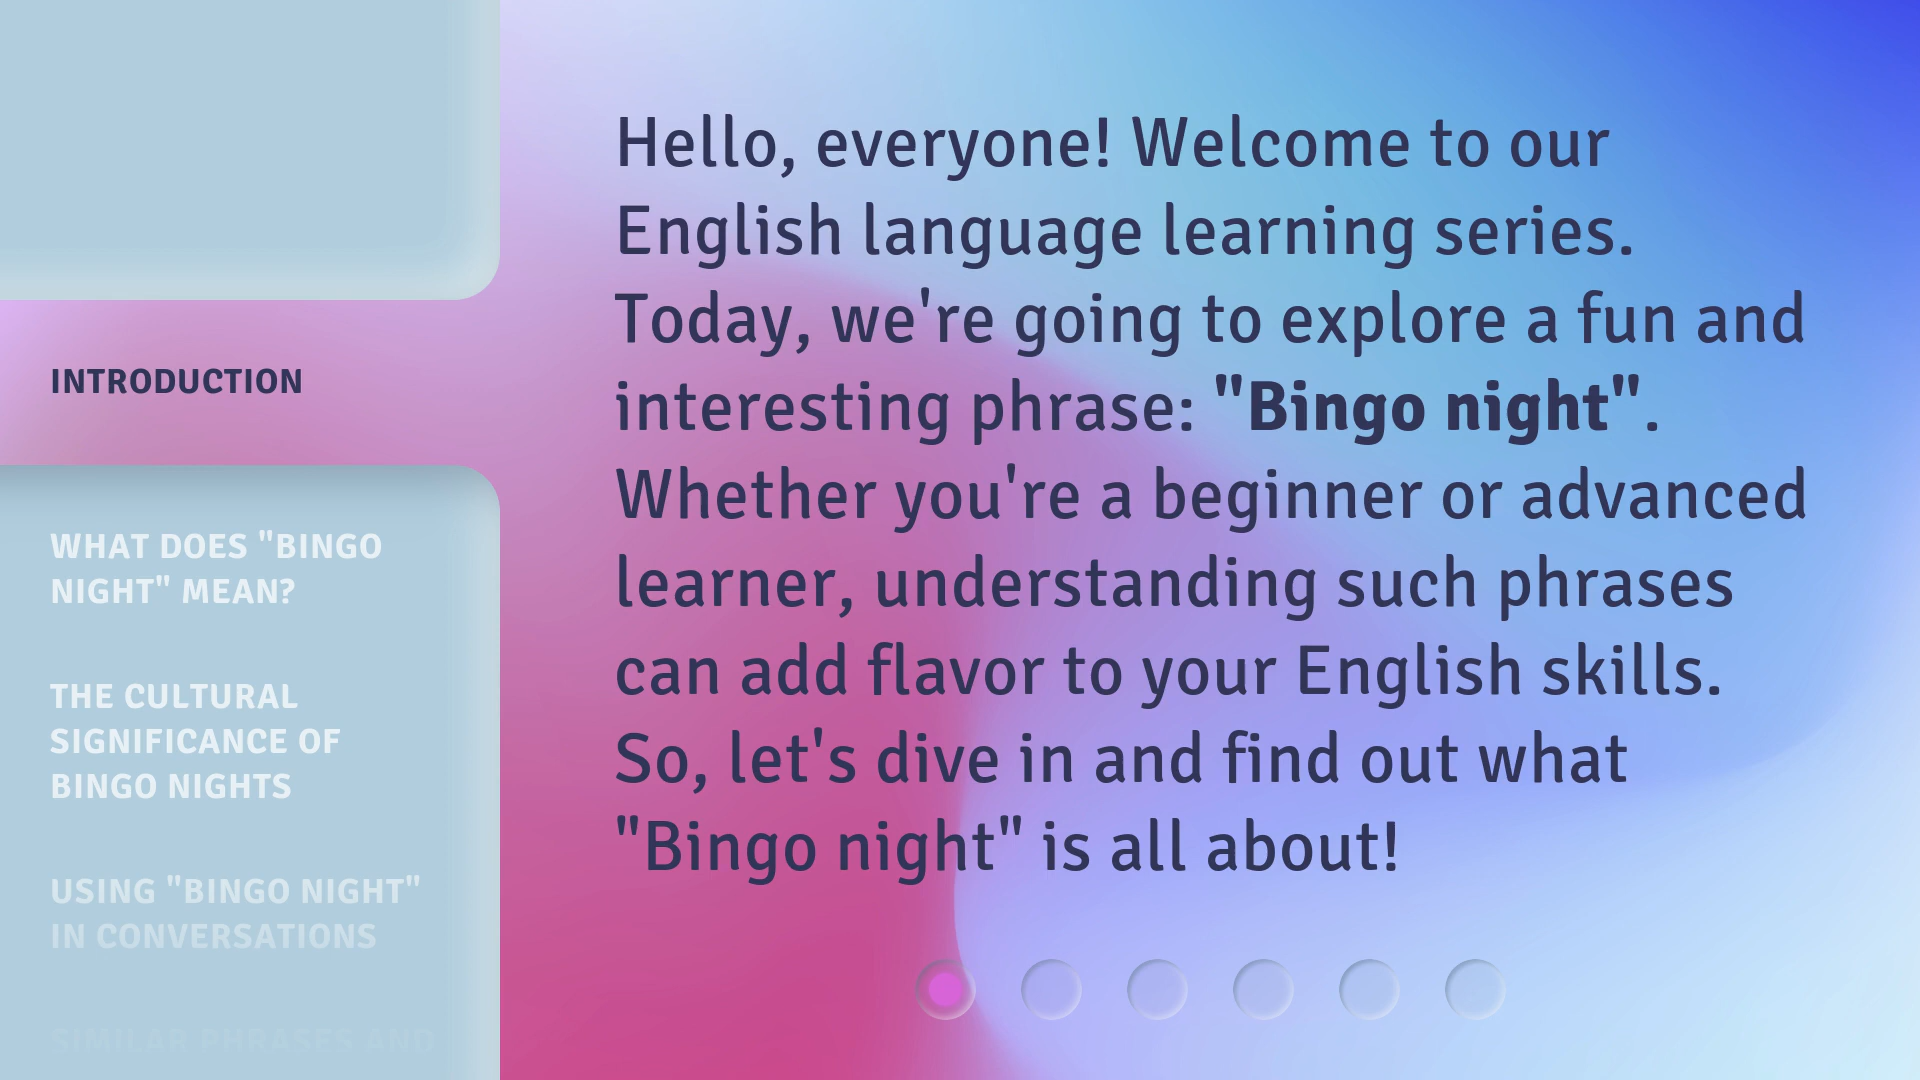 INTRODUCTION
WHAT DOES "BINGO
NIGHT" MEAN?
THE CULTURAL
SIGNIFICANCE OF
BINGO NIGHTS
USING "BINGO NIGHT"
IN CONVERSATIONS
SIMILAR PHRASES AND
Hello, everyone! Welcome to our
English language learning series.
Today, we're going to explore a fun and
interesting phrase: "Bingo night".
Whether you're a beginner or advanced
learner, understanding such phrases
can add flavor to your English skills.
So, let's dive in and find out what
"Bingo night" is all about!